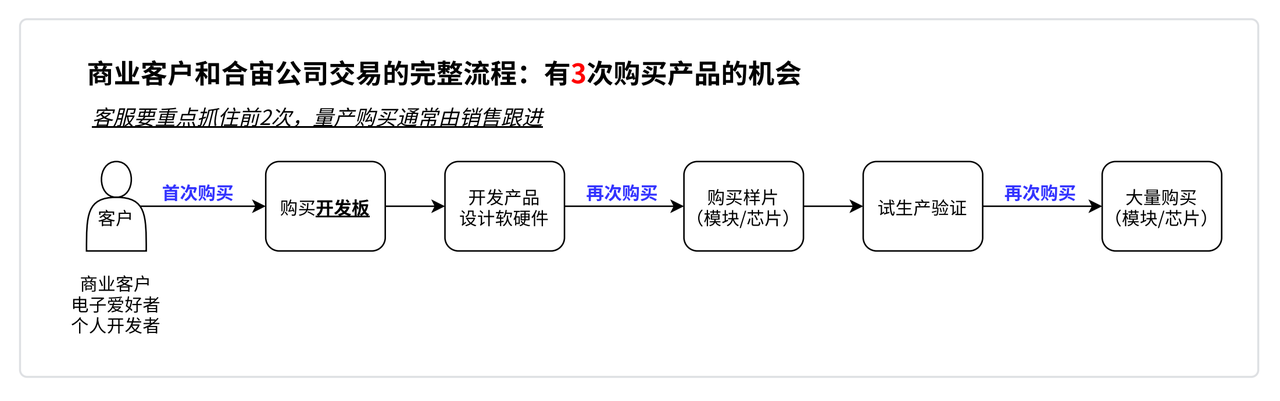 商业客户和合宙公司交易的完整流程：有3次购买产品的机会
客服要重点抓住前2次，量产购买通常由销售跟进
客户
首次购买
购买开发板
开发产品
设计软硬件
再次购买
购买样片
（模块/芯片）
试生产验证
再次购买
大量购买
（模块/芯片）
商业客户
电子爱好者
个人开发者